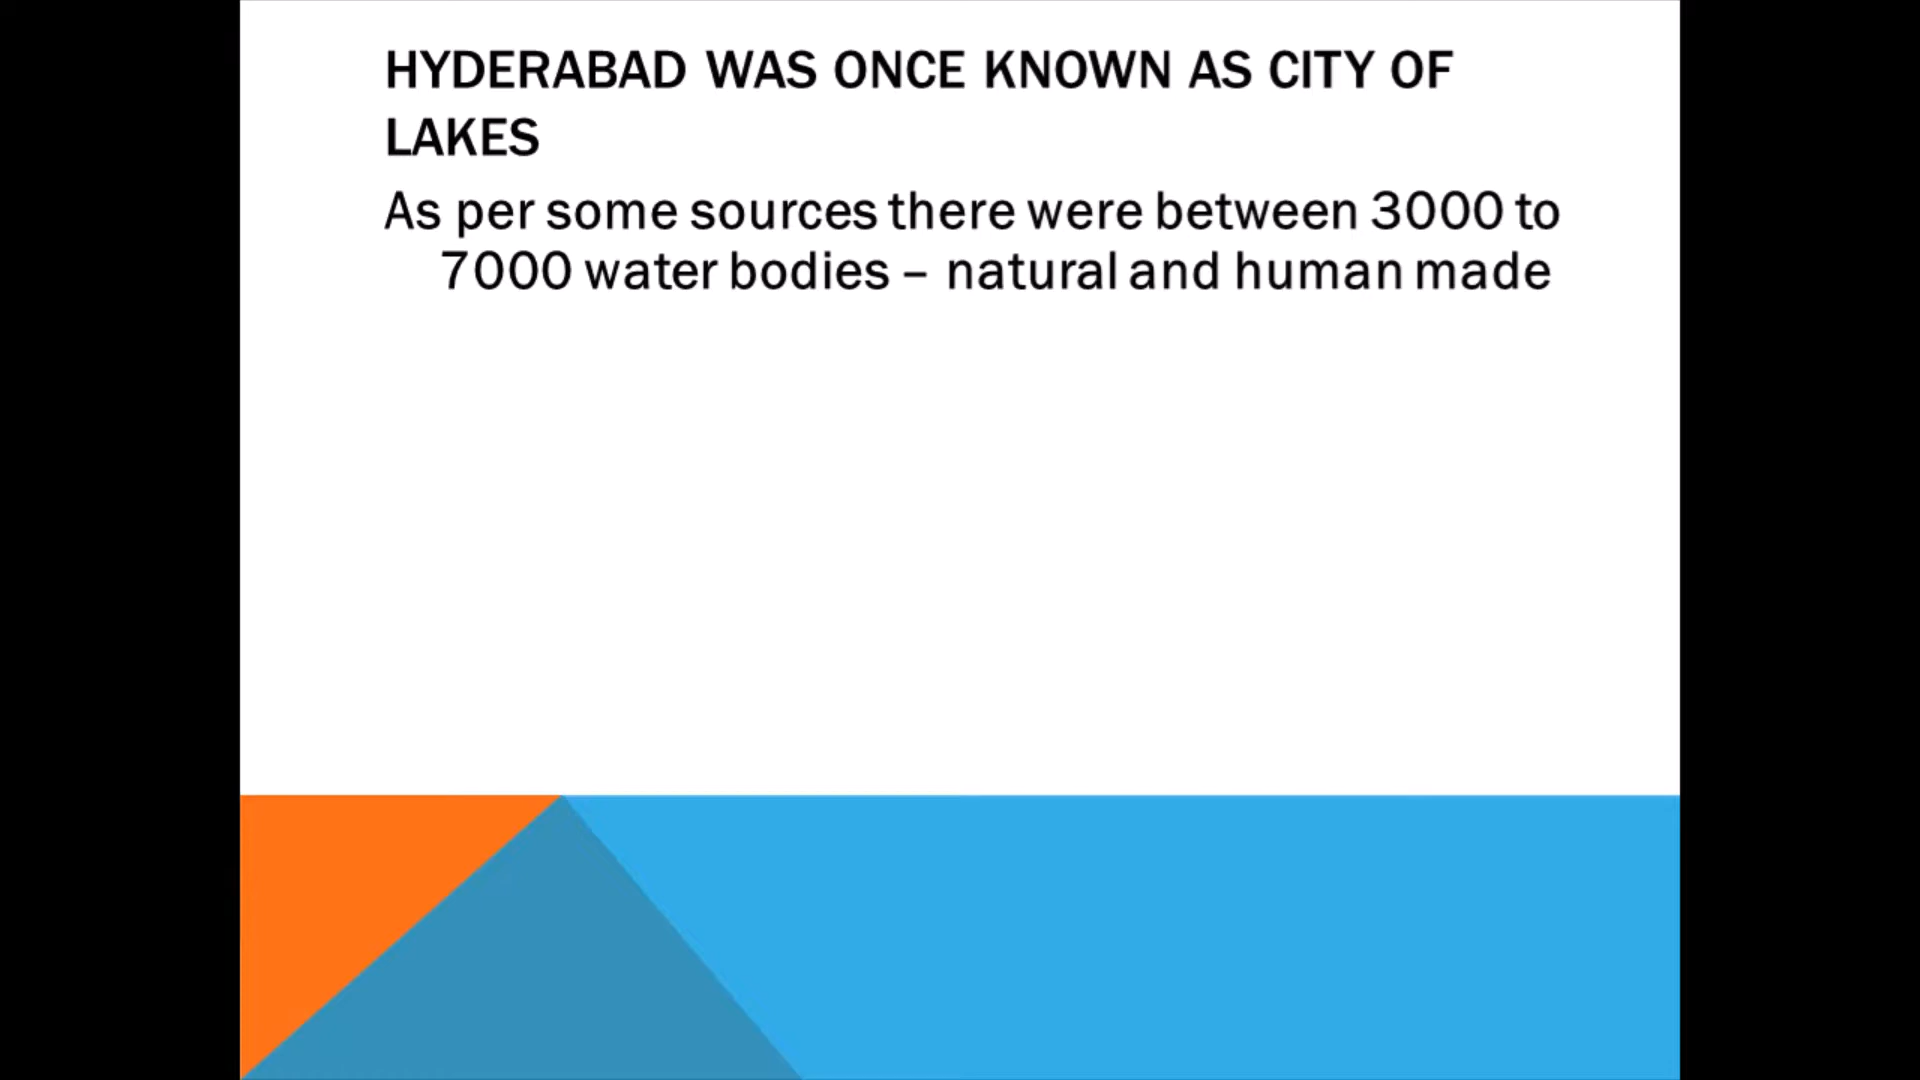 HYDERABAD WAS ONCE KNOWN AS CITY OF
LAKES
As per some sources there were between 3000 to
7000 water bodies – natural and human made